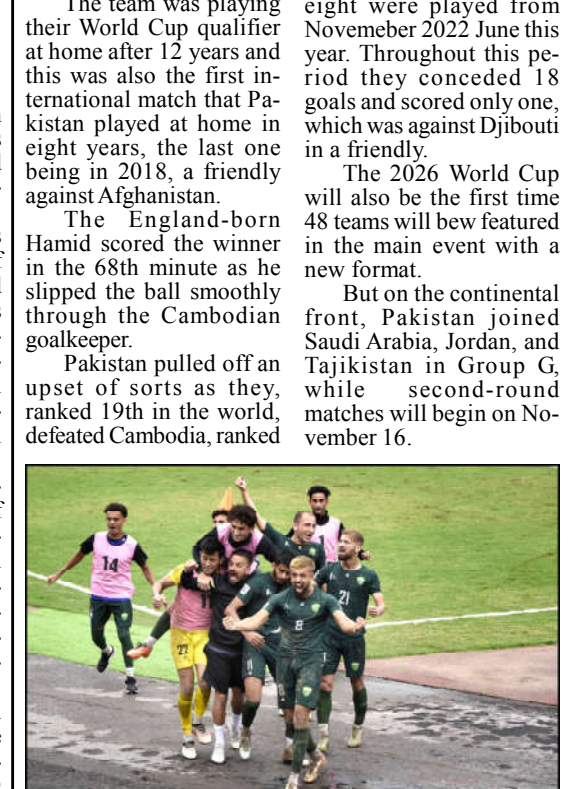 The team was playing
their World Cup qualifier
at home after 12 years and
this was also the first in-
ternational match that Pa-
kistan played at home in
eight years, the last one
being in 2018, a friendly
against Afghanistan.
The England-born
Hamid scored the winner
in the 68th minute as he
slipped the ball smoothly
through the Cambodian
goalkeeper.
Pakistan pulled off an
upset of sorts as they,
ranked 19th in the world,
defeated Cambodia, ranked
eight were played from
Novemeber 2022 June this
year. Throughout this pe-
riod they conceded 18
goals and scored only one,
which was against Djibouti
in a friendly.
The 2026 World Cup
will also be the first time
48 teams will bew featured
in the main event with a
new format.
But on the continental
front, Pakistan joined
Saudi Arabia, Jordan, and
Tajikistan in Group G,
while second-round
matches will begin on No-
vember 16.
14
22
8
21